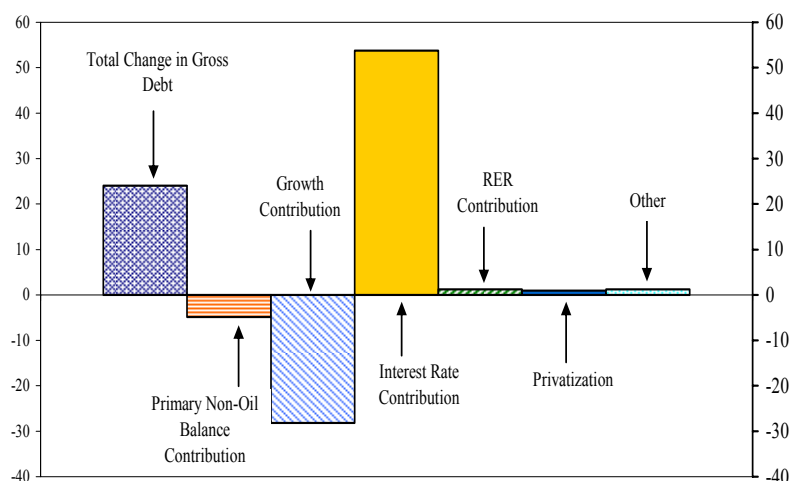 60
50
40
30
20
10
0
-10
-20
-30
-40
Total Change in Gross
Debt
Primary Non-Oil
Balance
Contribution
Growth
Contribution
Interest Rate
Contribution
RER
Contribution
Privatization
Other
60
50
40
30
20
10
0
-10
-20
-30
-40